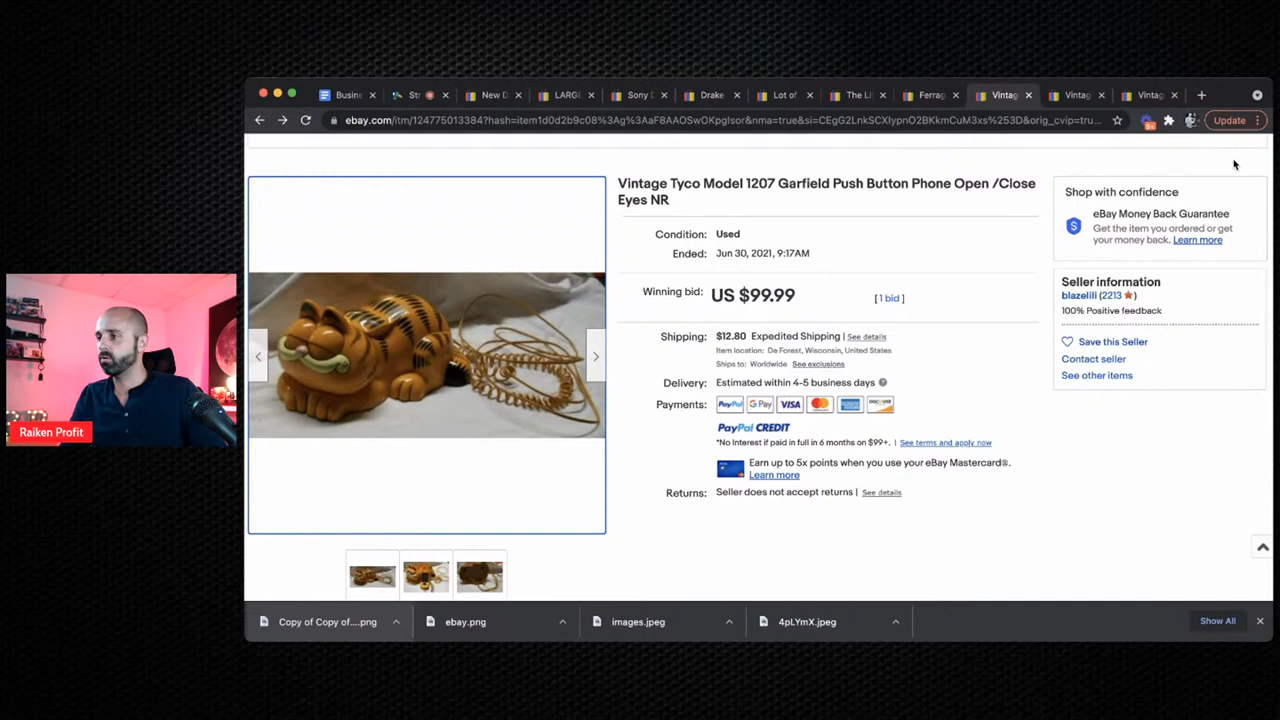 Busine
Str
New D
LARGE
Sony D
Drake
Lot of
The Li
Ferrag
Vintag
Vintag
Vintag
ebay.com/itm/124775013384?hash=item1d0d2b9c08%3Ag%3AaF8AAOSwOKpgIsor&nma=true&si=CEgG2LnkSCXIypnO2BKkmCuM3xs%253D&orig_cvip=tru...
Update
Vintage Tyco Model 1207 Garfield Push Button Phone Open /Close
Eyes NR
Condition: Used
Ended: Jun 30, 2021, 9:17AM
Winning bid: US $99.99 [ 1 bid ]
Shipping: $12.80 Expedited Shipping | See details
Item location: De Forest, Wisconsin, United States
Ships to: Worldwide See exclusions
Delivery: Estimated within 4-5 business days
Payments: PayPal G Pay VISA DISCOVER
PayPal CREDIT
*No Interest if paid in full in 6 months on $99+. | See terms and apply now
Earn up to 5x points when you use your eBay Mastercard®.
Learn more
Returns: Seller does not accept returns | See details
Shop with confidence
eBay Money Back Guarantee
Get the item you ordered or get
your money back. Learn more
Seller information
blazelili (2213 )
100% Positive feedback
Save this Seller
Contact seller
See other items
Raiken Profit
Copy of Copy of....png
ebay.png
images.jpeg
4pLYmX.jpeg
Show All